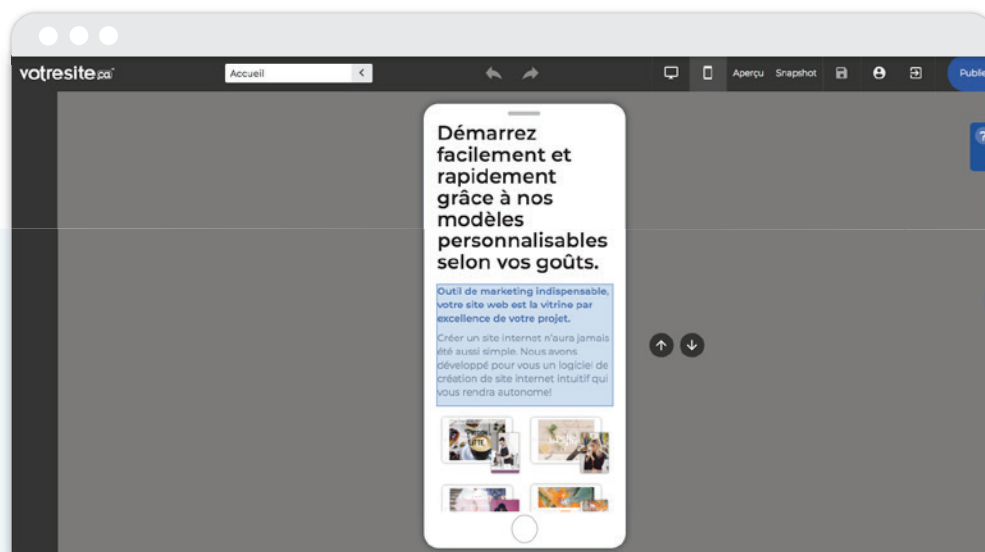 votresite.ca
Accueil
Aperçu Snapshot
Publie
?
Démarrez
facilement et
rapidement
grâce à nos
modèles
personnalisables
selon vos goûts.
Outil de marketing indispensable,
votre site web est la vitrine par
excellence de votre projet.
Créer un site internet n'aura jamais
été aussi simple. Nous avons
développé pour vous un logiciel de
création de site internet intuitif qui
vous rendra autonome!